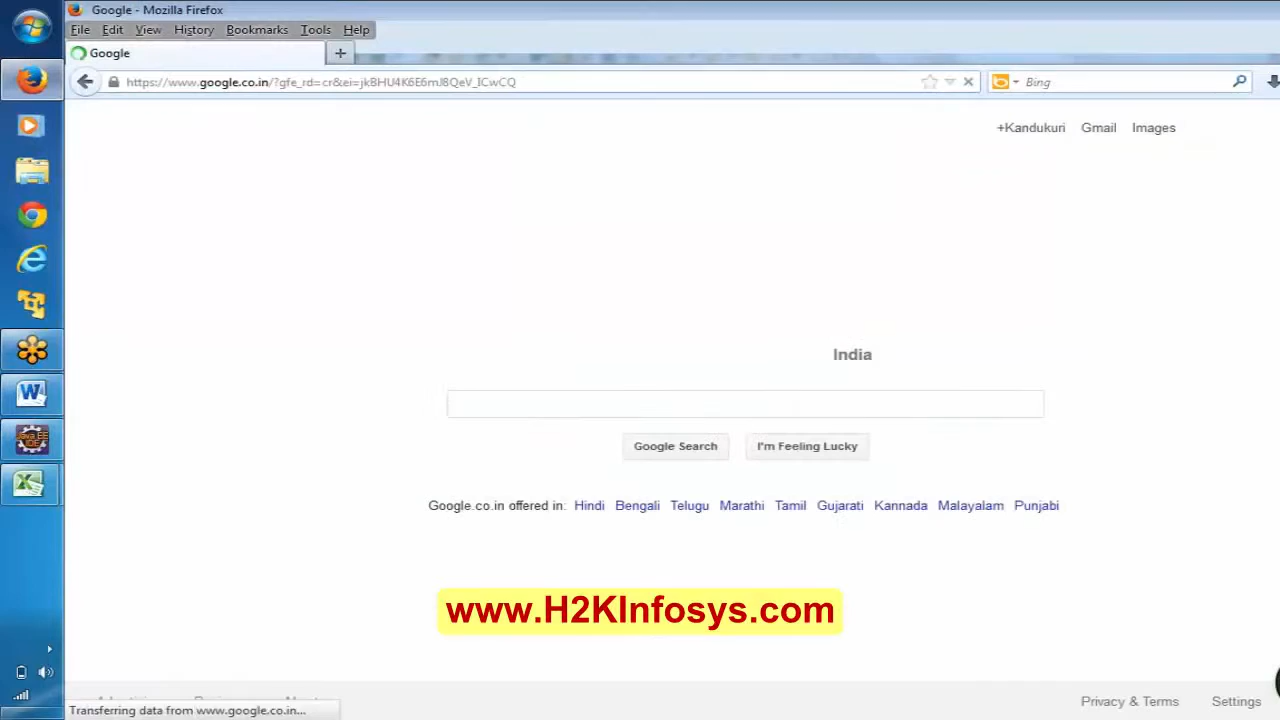 Google - Mozilla Firefox
File Edit View History Bookmarks Tools Help
Google
https://www.google.co.in/?gfe_rd=cr&ei=jkBHU4K6E6mJ8QeV_ICwCQ
Bing
+Kandukuri Gmail Images
India
Google Search I'm Feeling Lucky
Google.co.in offered in: Hindi Bengali Telugu Marathi Tamil Gujarati Kannada Malayalam Punjabi
www.H2KInfosys.com
Privacy & Terms Settings
Transferring data from www.google.co.in...